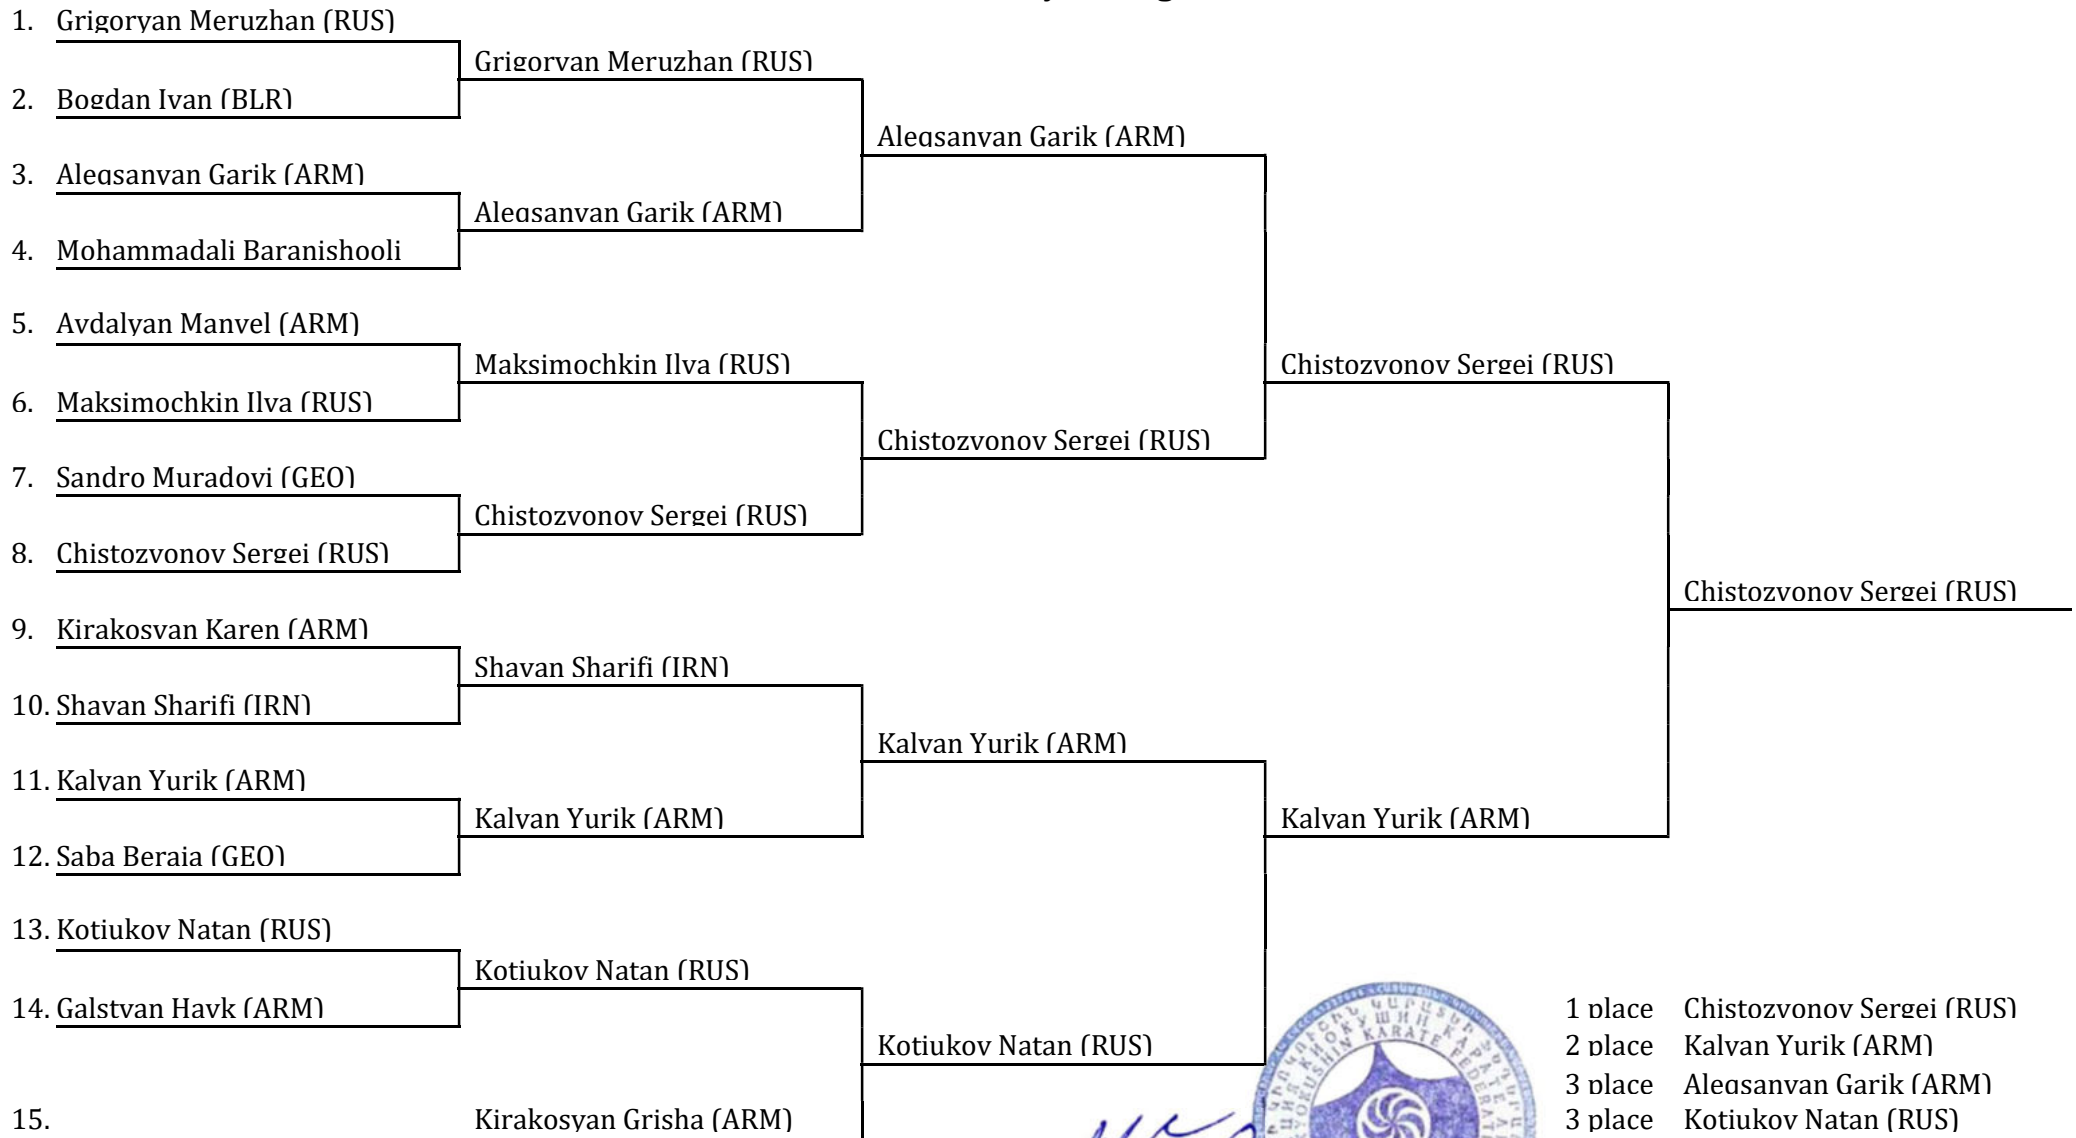 1. Grigoryan Meruzhan (RUS)
Grigoryan Meruzhan (RUS)
2. Bogdan Ivan (BLR)
Aleqsanyan Garik (ARM)
3. Aleqsanyan Garik (ARM)
Aleqsanyan Garik (ARM)
4. Mohammadali Baranishooli
5. Avdalyan Manvel (ARM)
Maksimochkin Ilya (RUS)
Chistozvonov Sergei (RUS)
6. Maksimochkin Ilya (RUS)
Chistozvonov Sergei (RUS)
7. Sandro Muradovi (GEO)
Chistozvonov Sergei (RUS)
8. Chistozvonov Sergei (RUS)
Chistozvonov Sergei (RUS)
9. Kirakosyan Karen (ARM)
Shayan Sharifi (IRN)
10. Shayan Sharifi (IRN)
Kalyan Yurik (ARM)
11. Kalyan Yurik (ARM)
Kalyan Yurik (ARM)
Kalyan Yurik (ARM)
12. Saba Beraia (GEO)
13. Kotiukov Natan (RUS)
Kotiukov Natan (RUS)
14. Galstyan Hayk (ARM)
1 place Chistozvonov Sergei (RUS)
Kotiukov Natan (RUS)
2 place Kalyan Yurik (ARM)
3 place Aleqsanyan Garik (ARM)
15. Kirakosyan Grisha (ARM)
3 place Kotiukov Natan (RUS)
KYOKUSHIN KARATE